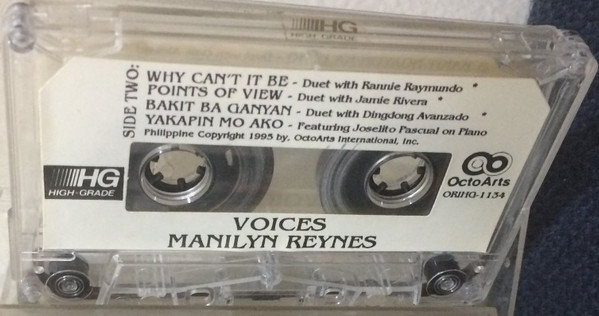 HG
HIGH-GRADE
SIDE TWO:
WHY CAN'T IT BE - Duet with Rannie Raymundo *
POINTS OF VIEW - Duet with Jamie Rivera *
BAKIT BA GANYAN - Duet with Dingdong Avanzado *
YAKAPIN MO AKO - Featuring Joselito Pascual on Piano
Philippine Copyright 1995 by, OctoArts International, Inc.
HG
HIGH-GRADE
OctoArts
ORIHG-1134
VOICES
MANILYN REYNES